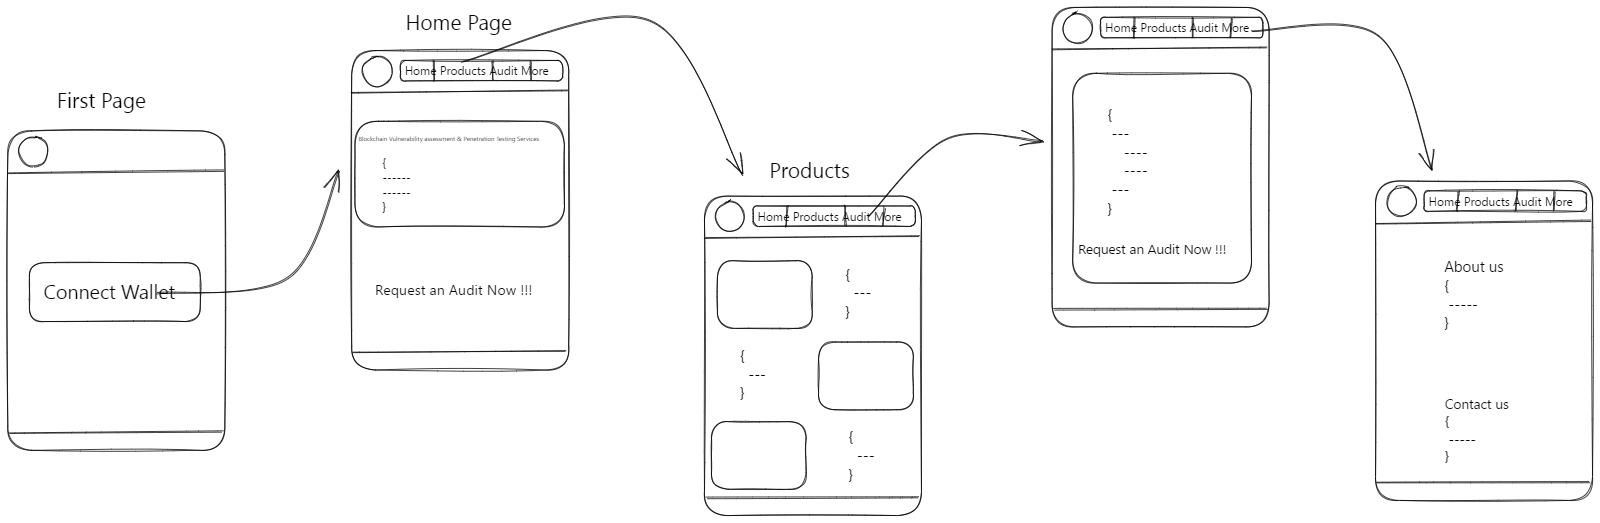 First Page
Connect Wallet
Home Page
Home Products Audit More
Blockchain Vulnerability assessment & Penetration Testing Services
{
------
------
}
Request an Audit Now !!!
Products
Home Products Audit More
{
---
}
{
---
}
{
---
}
Home Products Audit More
{
---
----
----
---
}
Request an Audit Now !!!
Home Products Audit More
About us
{
-----
}
Contact us
{
-----
}